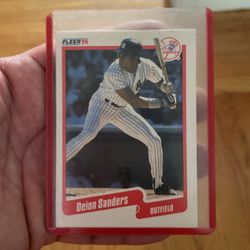 FLEER '90
Deion Sanders
OUTFIELD